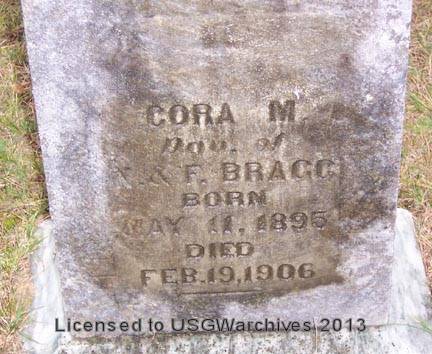 CORA M.
Dau. of
& F. BRAGG
BORN
MAY 11, 1895
DIED
FEB. 19, 1906
Licensed to USGWarchives 2013